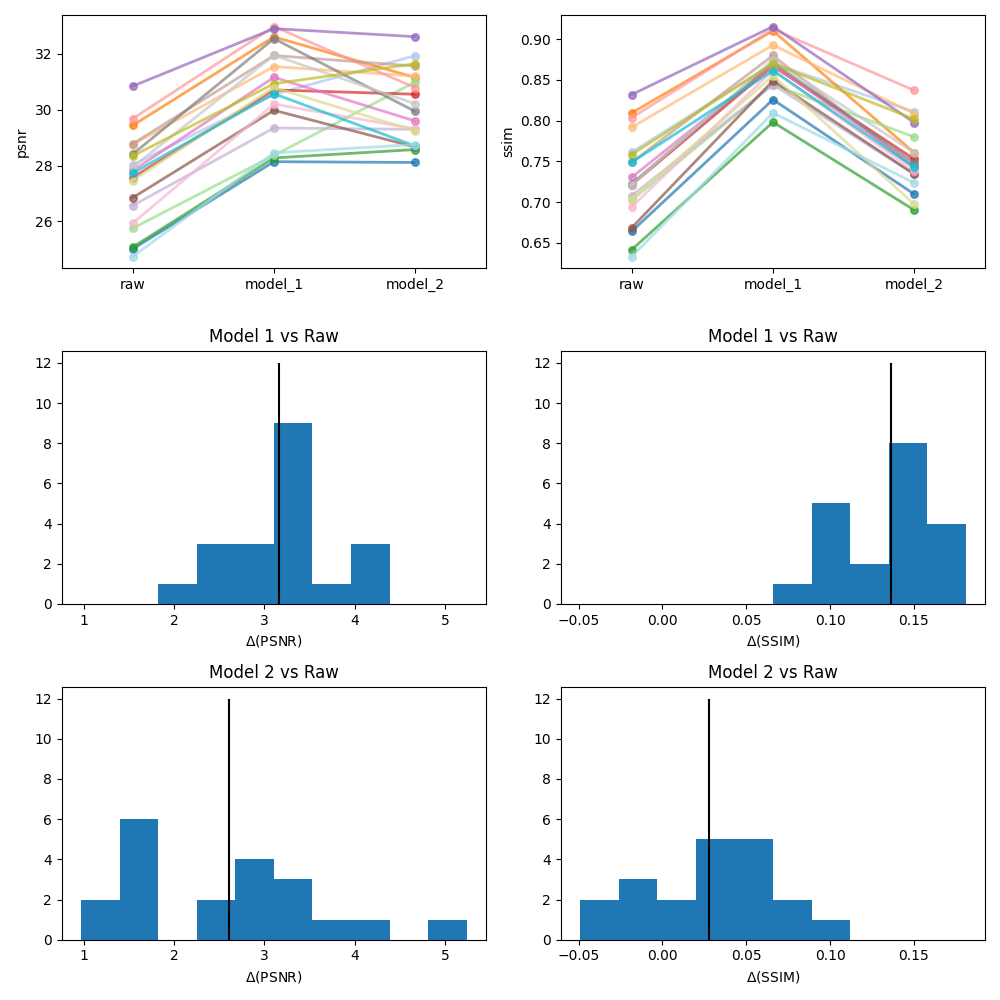 psnr
32
30
28
26
raw model_1 model_2
ssim
0.90
0.85
0.80
0.75
0.70
0.65
raw model_1 model_2
Model 1 vs Raw
12
10
8
6
4
2
0
1 2 3 4 5
Δ(PSNR)
Model 1 vs Raw
12
10
8
6
4
2
0
−0.05 0.00 0.05 0.10 0.15
Δ(SSIM)
Model 2 vs Raw
12
10
8
6
4
2
0
1 2 3 4 5
Δ(PSNR)
Model 2 vs Raw
12
10
8
6
4
2
0
−0.05 0.00 0.05 0.10 0.15
Δ(SSIM)